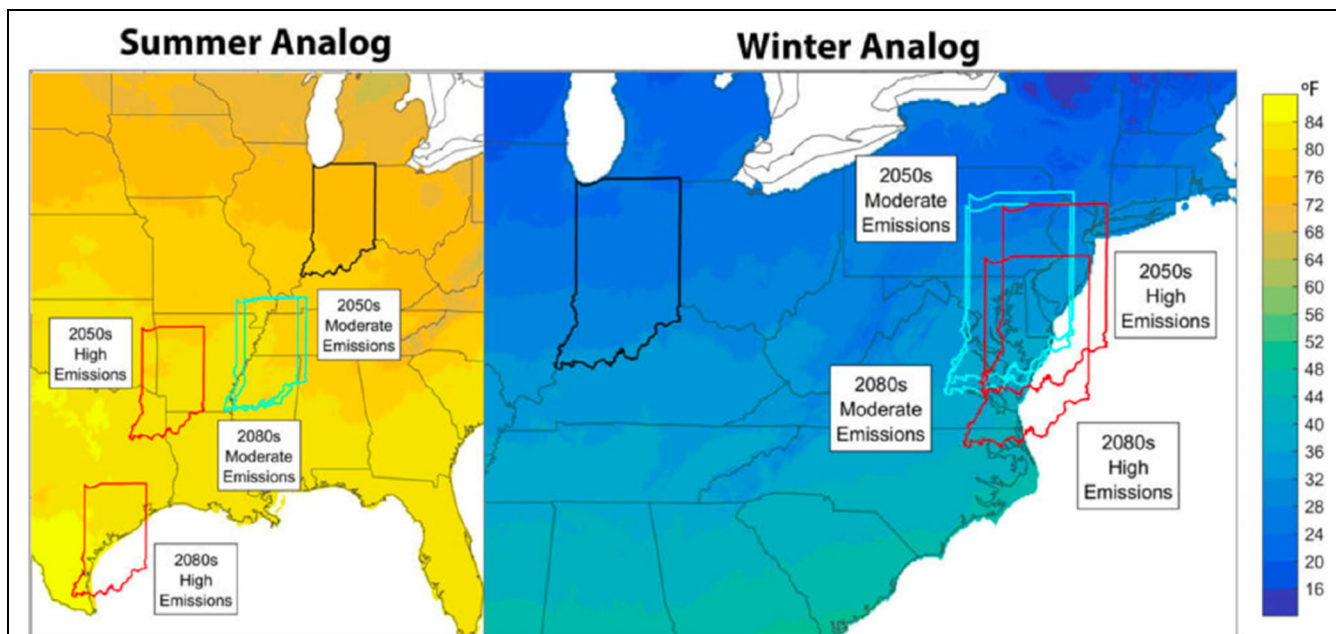 Summer Analog
Winter Analog
ºF
2050s
Moderate
Emissions
2050s
High
Emissions
2080s
Moderate
Emissions
2080s
High
Emissions
2050s
Moderate
Emissions
2050s
High
Emissions
2080s
Moderate
Emissions
2080s
High
Emissions
84
80
76
72
68
64
60
56
52
48
44
40
36
32
28
24
20
16